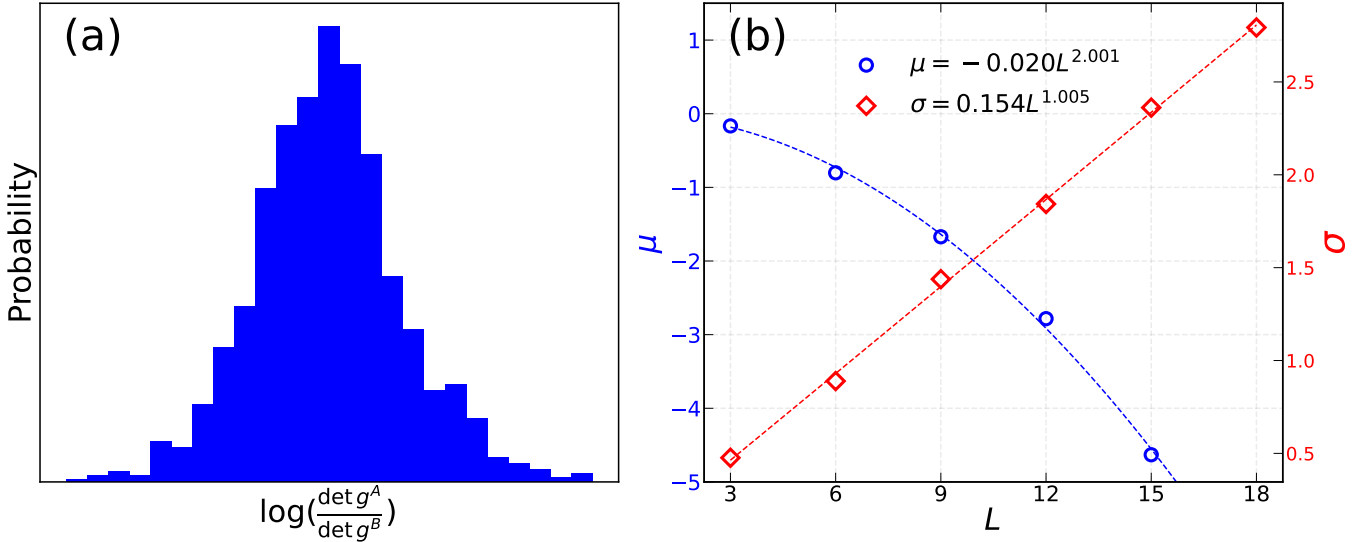 (a)
Probability
log(det g^A / det g^B)
(b)
μ = −0.020L^2.001
σ = 0.154L^1.005
μ
1
0
−1
−2
−3
−4
−5
3 6 9 12 15 18
L
2.5
2.0
1.5
1.0
0.5
σ